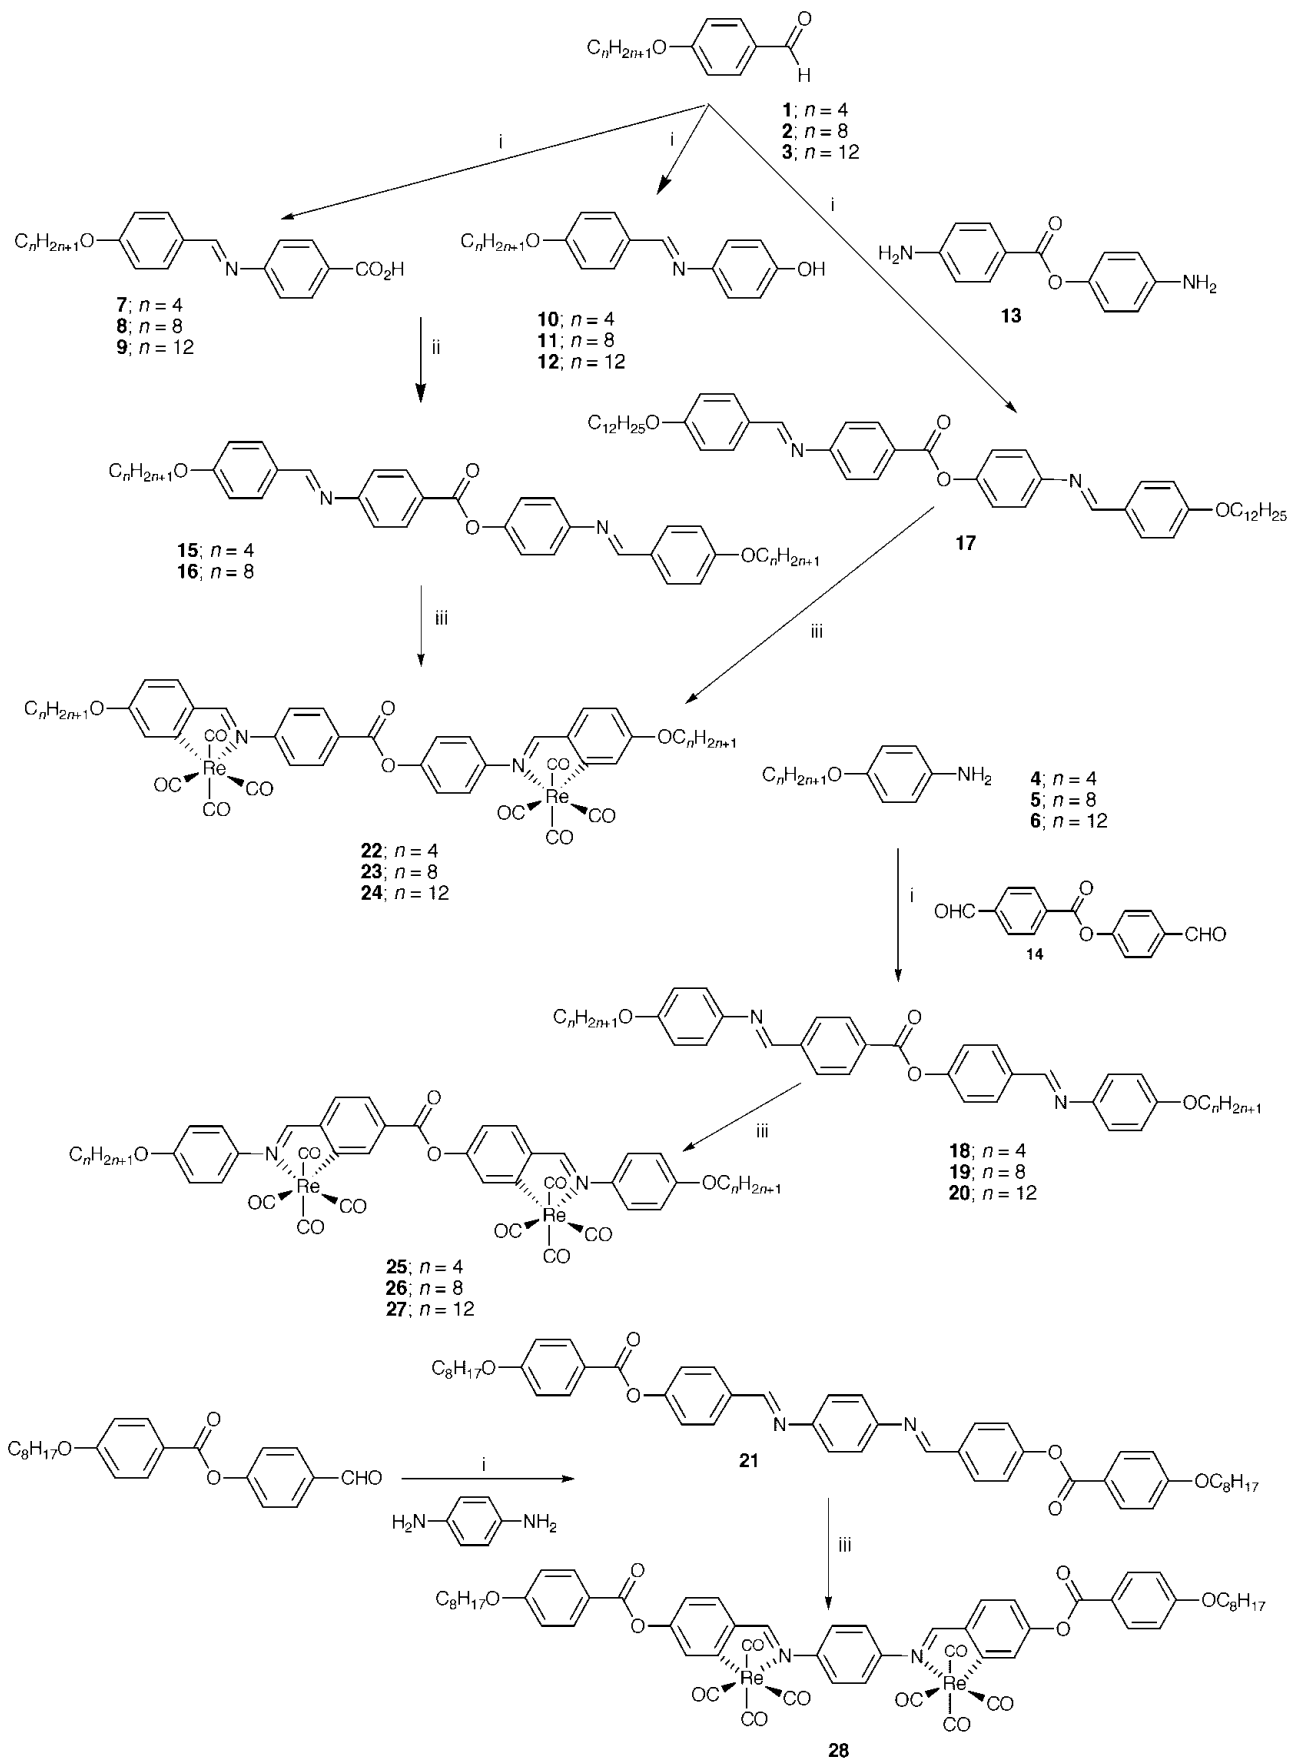 CnH2n+1O
O
H
1; n = 4
2; n = 8
3; n = 12
i
i
i
CnH2n+1O
N
CO2H
7; n = 4
8; n = 8
9; n = 12
CnH2n+1O
N
OH
10; n = 4
11; n = 8
12; n = 12
H2N
O
O
NH2
13
ii
C12H25O
N
O
O
N
OC12H25
17
CnH2n+1O
N
O
O
N
OCnH2n+1
15; n = 4
16; n = 8
iii
iii
CnH2n+1O
CO
N
Re
OC
CO
CO
O
O
N
CO
Re
OC
CO
CO
OCnH2n+1
22; n = 4
23; n = 8
24; n = 12
CnH2n+1O
NH2
4; n = 4
5; n = 8
6; n = 12
i
OHC
O
O
CHO
14
CnH2n+1O
N
O
O
N
OCnH2n+1
18; n = 4
19; n = 8
20; n = 12
iii
CnH2n+1O
N
CO
Re
OC
CO
CO
O
O
CO
N
Re
OC
CO
CO
OCnH2n+1
25; n = 4
26; n = 8
27; n = 12
C8H17O
O
O
N
N
O
O
OC8H17
21
C8H17O
O
O
CHO
i
H2N
NH2
iii
C8H17O
O
O
CO
N
Re
OC
CO
CO
N
CO
Re
OC
CO
CO
O
O
OC8H17
28